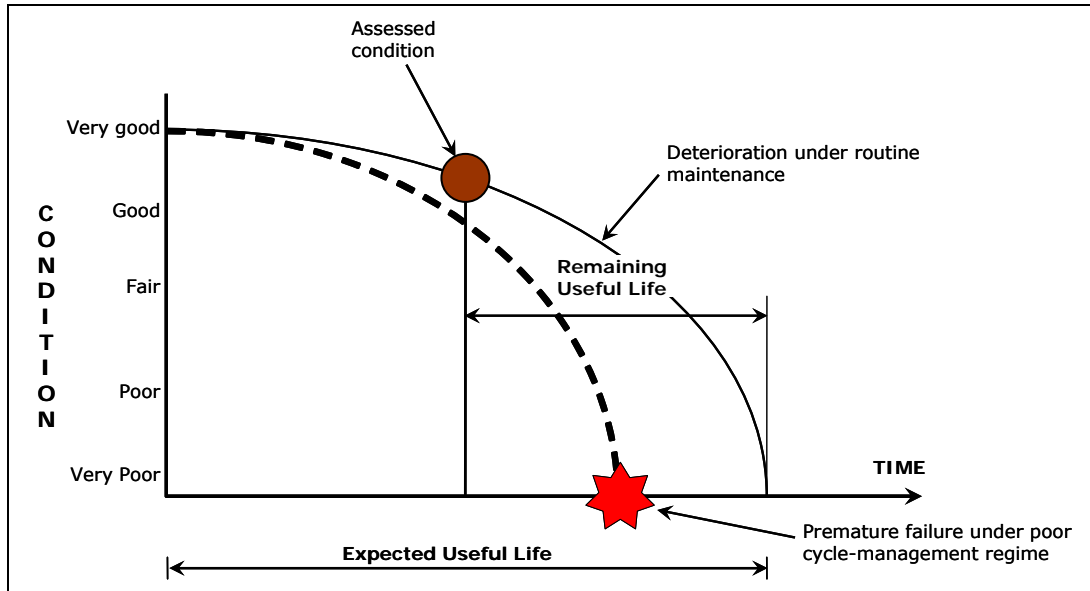 Assessed
condition
Very good
Good
Fair
Poor
Very Poor
CONDITION
Deterioration under routine
maintenance
Remaining
Useful Life
TIME
Premature failure under poor
cycle-management regime
Expected Useful Life